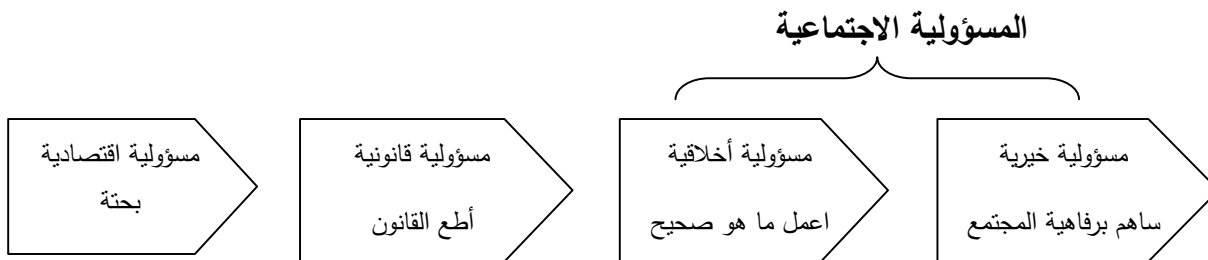 المسؤولية الاجتماعية
مسؤولية اقتصادية
بحتة
مسؤولية قانونية
أطع القانون
مسؤولية أخلاقية
اعمل ما هو صحيح
مسؤولية خيرية
ساهم برفاهية المجتمع